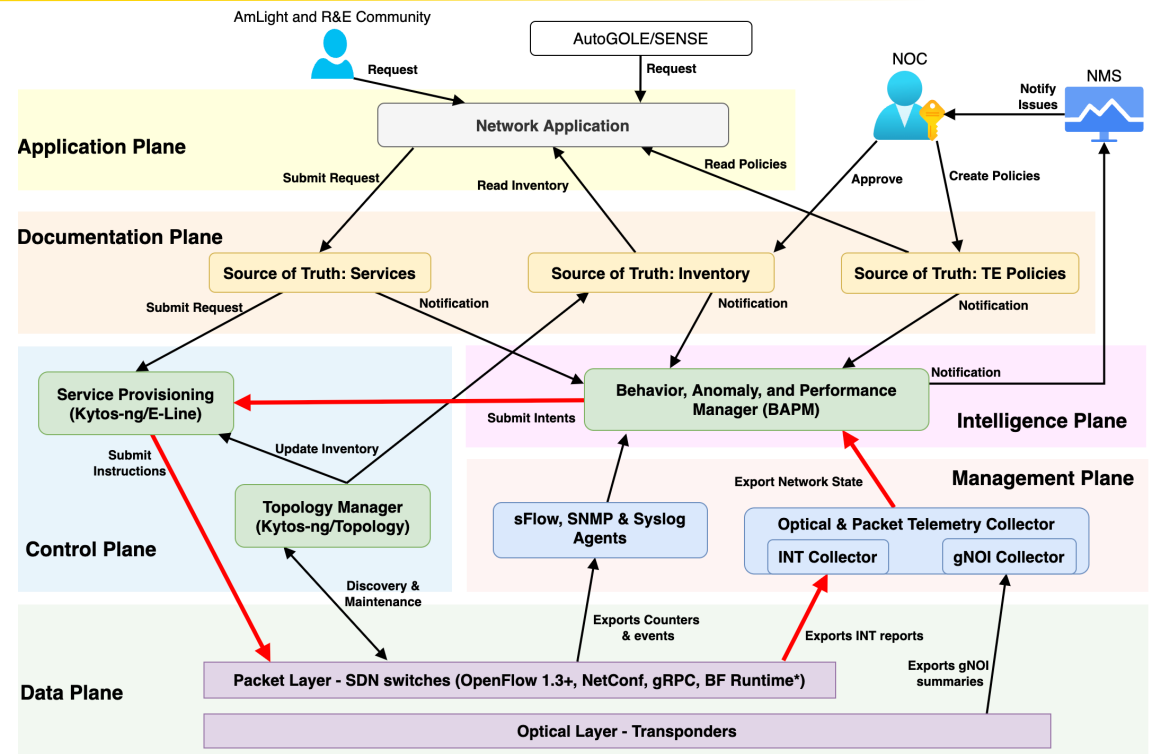 AmLight and R&E Community
AutoGOLE/SENSE
NOC
NMS
Request
Request
Notify
Issues
Network Application
Application Plane
Submit Request
Read Inventory
Read Policies
Approve
Create Policies
Documentation Plane
Source of Truth: Services
Source of Truth: Inventory
Source of Truth: TE Policies
Submit Request
Notification
Notification
Notification
Service Provisioning
(Kytos-ng/E-Line)
Behavior, Anomaly, and Performance
Manager (BAPM)
Notification
Submit Intents
Intelligence Plane
Submit
Instructions
Update Inventory
Export Network State
Management Plane
Topology Manager
(Kytos-ng/Topology)
sFlow, SNMP & Syslog
Agents
Optical & Packet Telemetry Collector
INT Collector
gNOI Collector
Control Plane
Discovery &
Maintenance
Exports Counters
& events
Exports INT reports
Exports gNOI
summaries
Data Plane
Packet Layer - SDN switches (OpenFlow 1.3+, NetConf, gRPC, BF Runtime*)
Optical Layer - Transponders